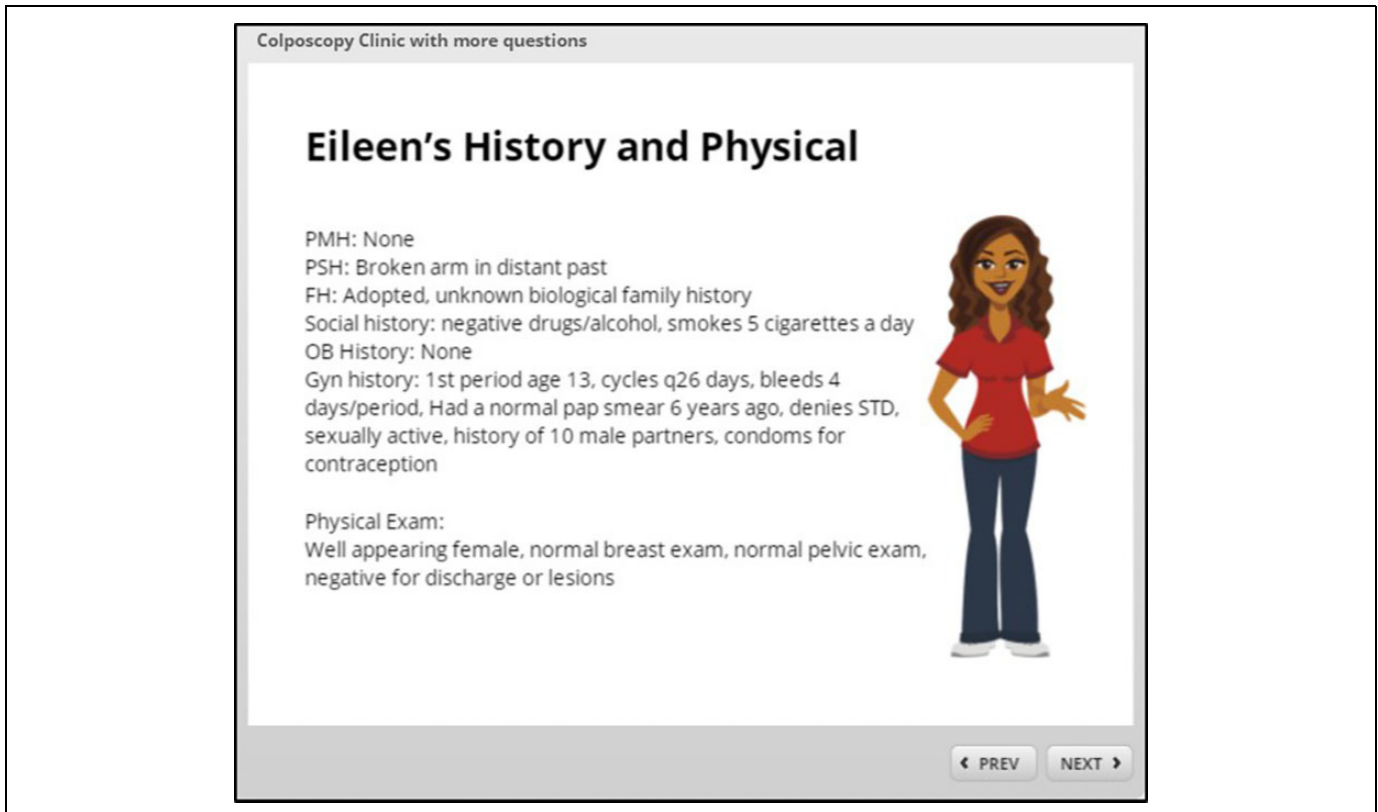 Colposcopy Clinic with more questions
Eileen's History and Physical
PMH: None
PSH: Broken arm in distant past
FH: Adopted, unknown biological family history
Social history: negative drugs/alcohol, smokes 5 cigarettes a day
OB History: None
Gyn history: 1st period age 13, cycles q26 days, bleeds 4
days/period, Had a normal pap smear 6 years ago, denies STD,
sexually active, history of 10 male partners, condoms for
contraception
Physical Exam:
Well appearing female, normal breast exam, normal pelvic exam,
negative for discharge or lesions
PREV NEXT